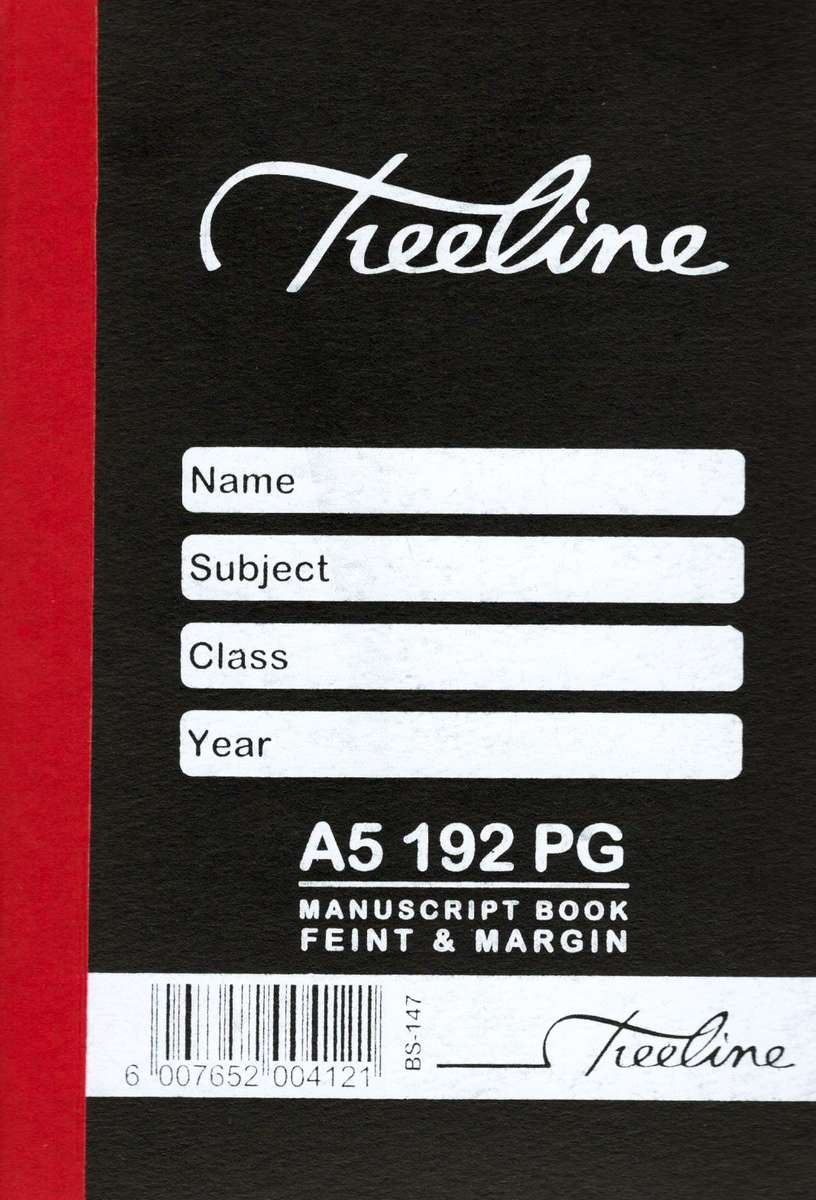 Treeline
Name
Subject
Class
Year
A5 192 PG
MANUSCRIPT BOOK
FEINT & MARGIN
6 007652 004121
BS-147
Treeline